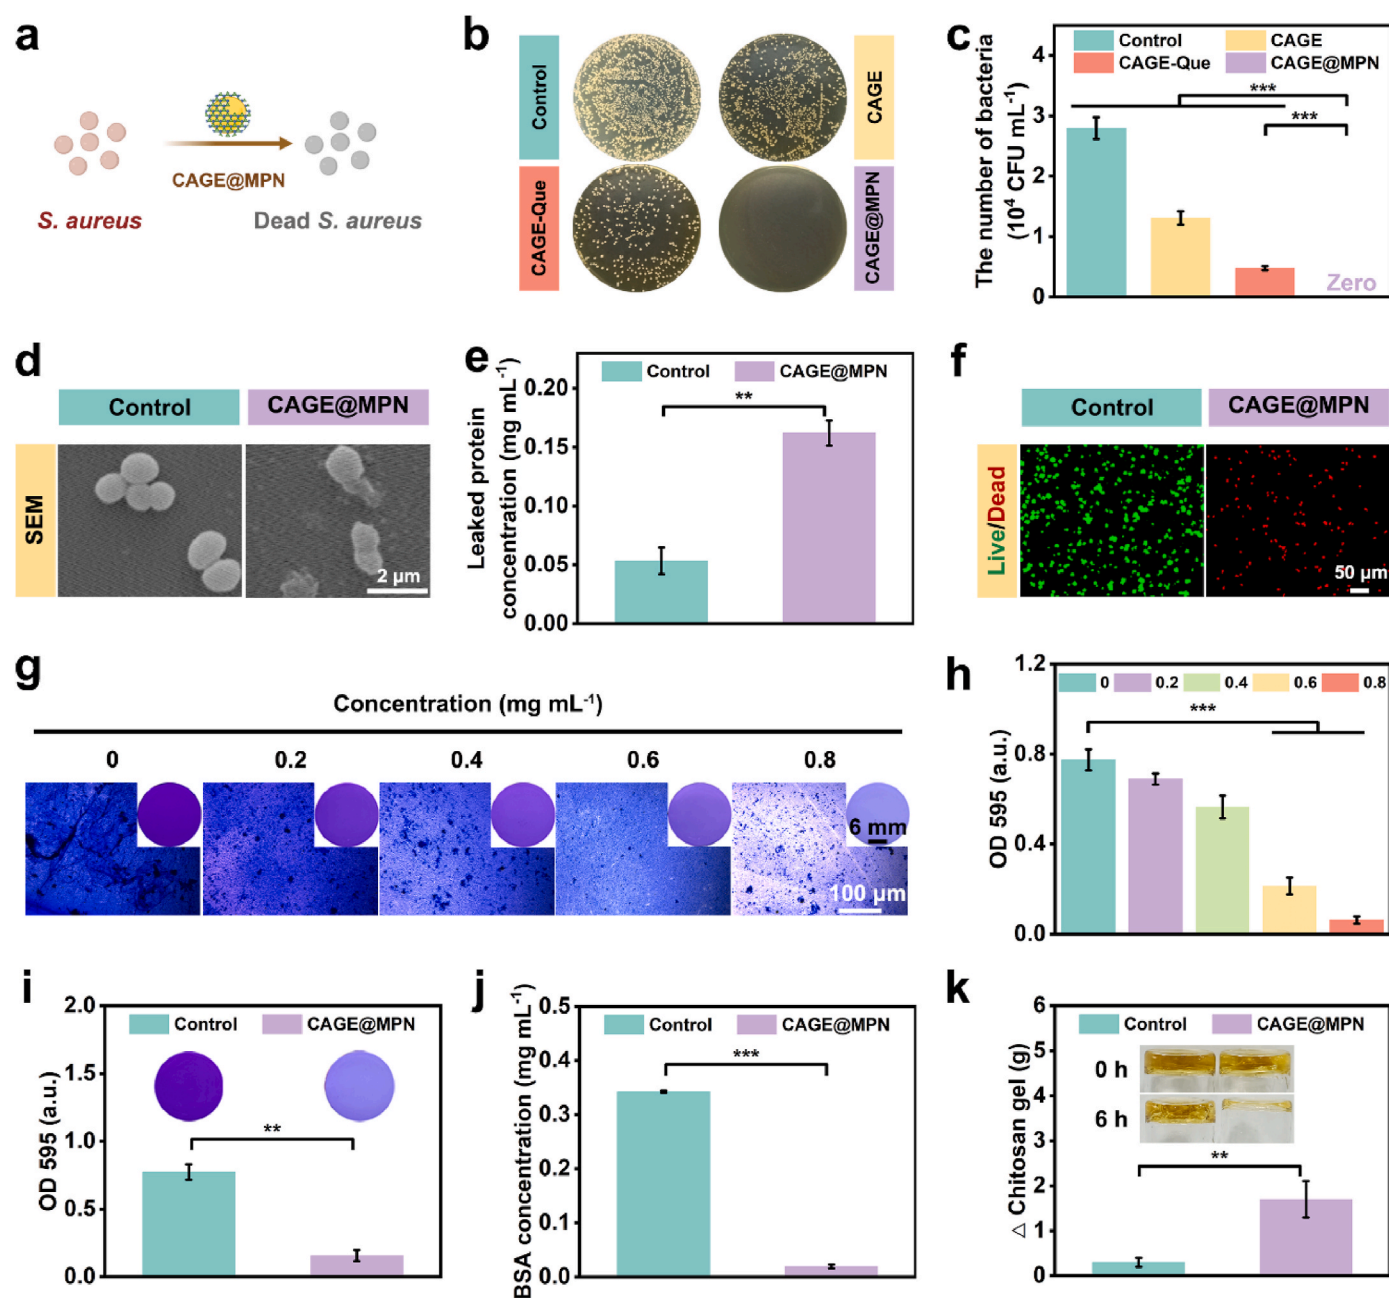 a
CAGE@MPN
S. aureus
Dead S. aureus
b
Control
CAGE
CAGE-Que
CAGE@MPN
c
The number of bacteria
(10⁴ CFU mL⁻¹)
4
3
2
1
0
Control
CAGE
CAGE-Que
CAGE@MPN
***
***
Zero
d
Control
CAGE@MPN
SEM
2 μm
e
Leaked protein
concentration (mg mL⁻¹)
0.20
0.15
0.10
0.05
0.00
Control
CAGE@MPN
**
f
Control
CAGE@MPN
Live/Dead
50 μm
g
Concentration (mg mL⁻¹)
0
0.2
0.4
0.6
0.8
6 mm
100 μm
h
OD 595 (a.u.)
1.2
0.8
0.4
0.0
0
0.2
0.4
0.6
0.8
***
i
OD 595 (a.u.)
2.0
1.5
1.0
0.5
0.0
Control
CAGE@MPN
**
j
BSA concentration (mg mL⁻¹)
0.5
0.4
0.3
0.2
0.1
0.0
Control
CAGE@MPN
***
k
△ Chitosan gel (g)
6
5
4
3
2
1
0
Control
CAGE@MPN
0 h
6 h
**